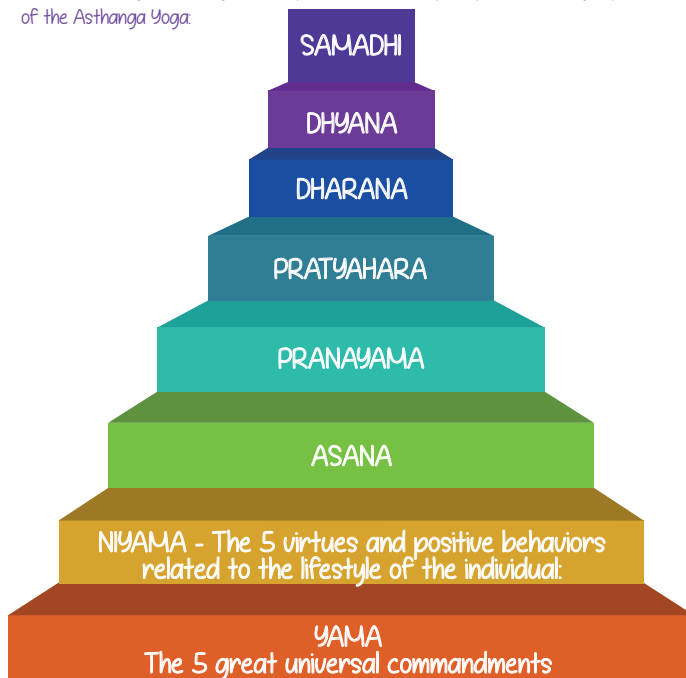 of the Asthanga Yoga:
SAMADHI
DHYANA
DHARANA
PRATYAHARA
PRANAYAMA
ASANA
NIYAMA - The 5 virtues and positive behaviors
related to the lifestyle of the individual:
YAMA
The 5 great universal commandments